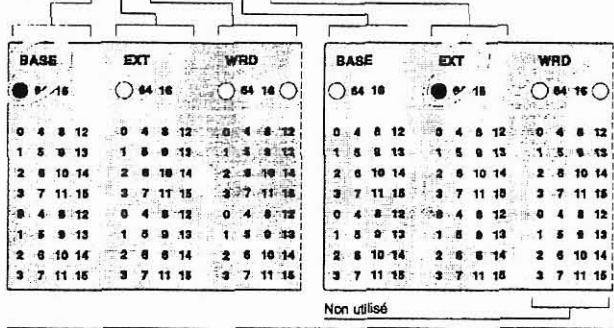 BASE EXT WRD BASE EXT WRD
64 16 64 16 64 16 64 16 64 16 64 16
0 4 8 12 0 4 8 12 0 4 8 12 0 4 8 12 0 4 8 12 0 4 8 12
1 5 9 13 1 5 9 13 1 5 9 13 1 5 9 13 1 5 9 13 1 5 9 13
2 6 10 14 2 6 10 14 2 6 10 14 2 6 10 14 2 6 10 14 2 6 10 14
3 7 11 15 3 7 11 15 3 7 11 15 3 7 11 15 3 7 11 15 3 7 11 15
0 4 8 12 0 4 8 12 0 4 8 12 0 4 8 12 0 4 8 12 0 4 8 12
1 5 9 13 1 5 9 13 1 5 9 13 1 5 9 13 1 5 9 13 1 5 9 13
2 6 10 14 2 6 6 14 2 6 10 14 2 6 10 14 2 6 6 14 2 6 10 14
3 7 11 15 3 7 11 15 3 7 11 15 3 7 11 15 3 7 11 15 3 7 11 15
Non utilisé